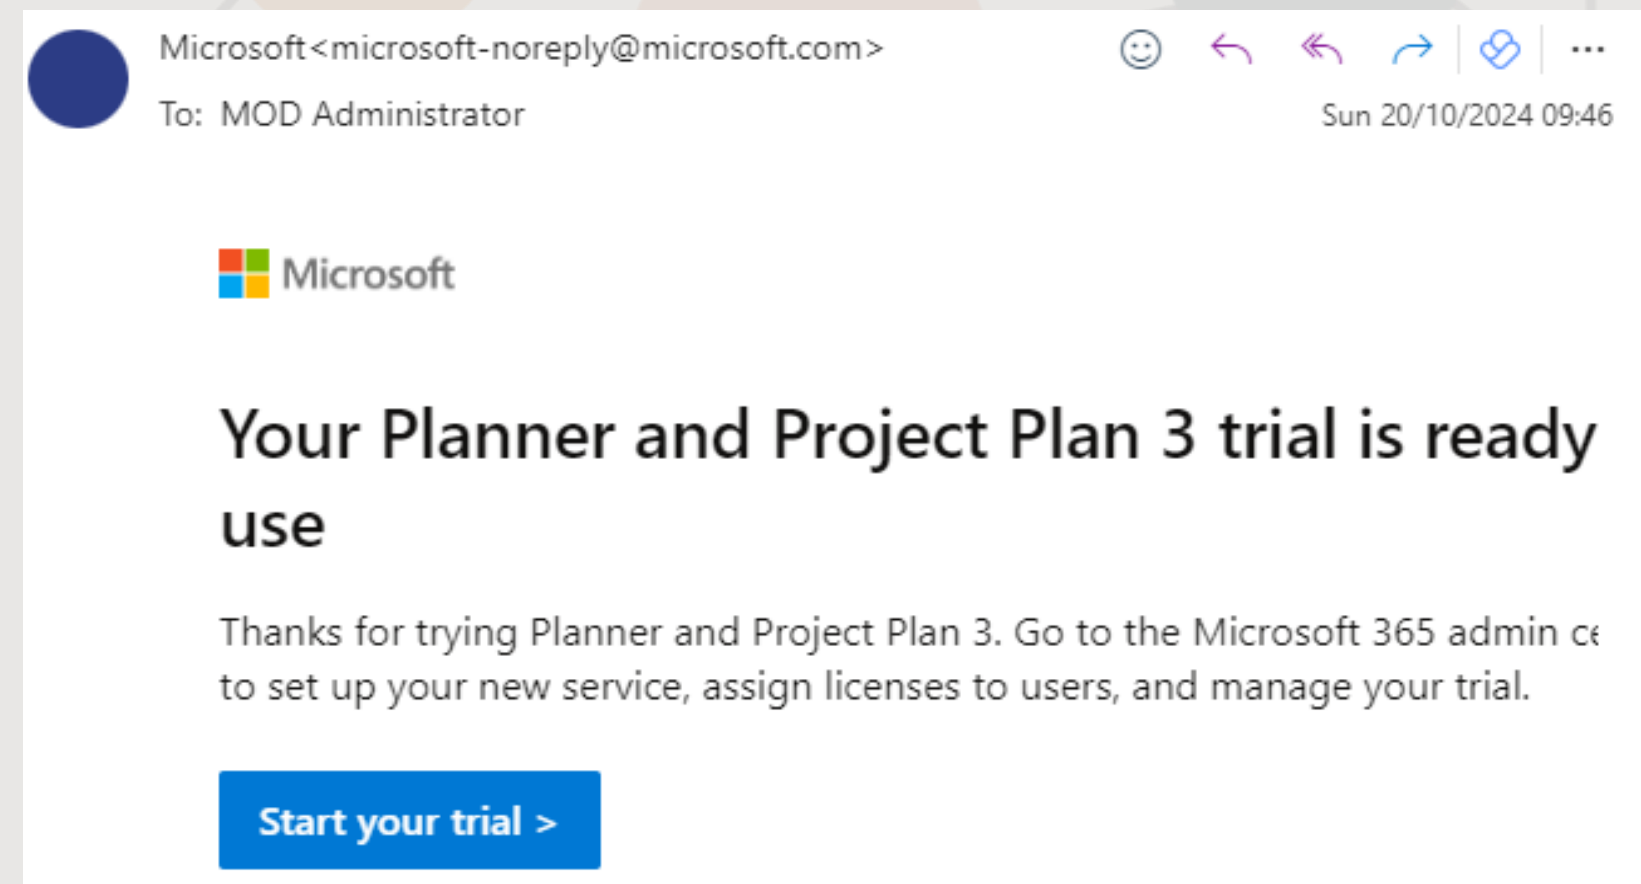 Microsoft<microsoft-noreply@microsoft.com>
To: MOD Administrator
Sun 20/10/2024 09:46
Microsoft
Your Planner and Project Plan 3 trial is ready
use
Thanks for trying Planner and Project Plan 3. Go to the Microsoft 365 admin
to set up your new service, assign licenses to users, and manage your trial.
Start your trial >